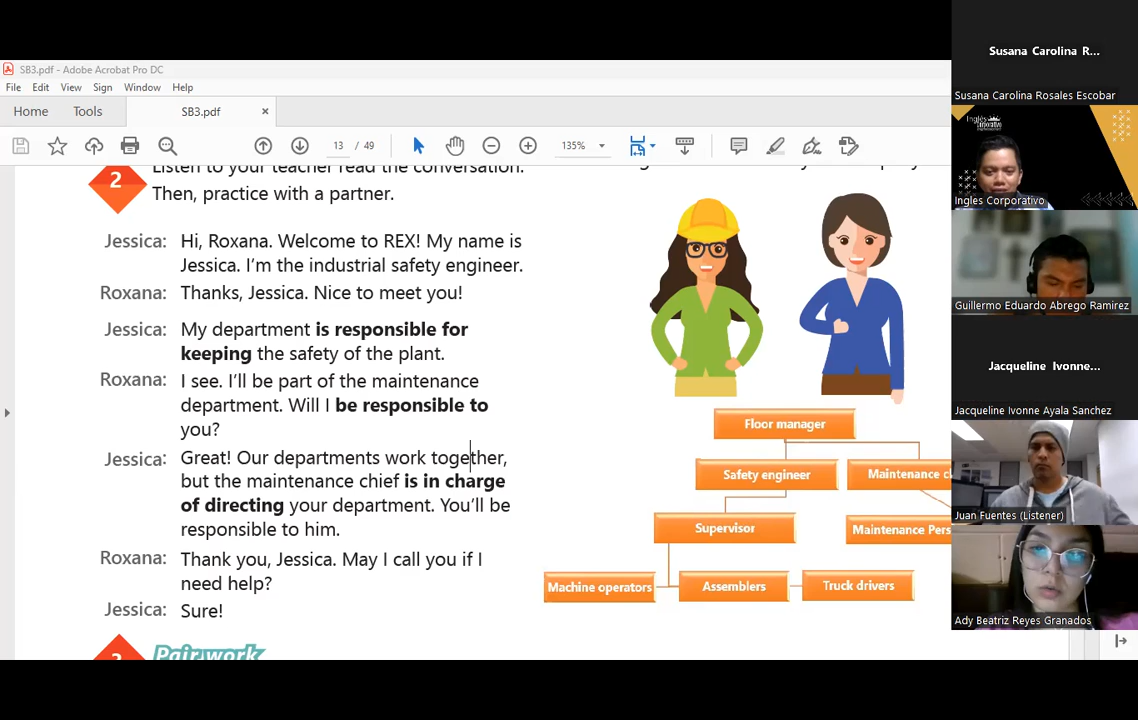 SB3.pdf - Adobe Acrobat Pro DC
File Edit View Sign Window Help
Home Tools SB3.pdf ×
13 / 49 135%
2
Listen to your teacher read the conversation.
Then, practice with a partner.
Jessica: Hi, Roxana. Welcome to REX! My name is
Jessica. I'm the industrial safety engineer.
Roxana: Thanks, Jessica. Nice to meet you!
Jessica: My department is responsible for
keeping the safety of the plant.
Roxana: I see. I'll be part of the maintenance
department. Will I be responsible to
you?
Jessica: Great! Our departments work together,
but the maintenance chief is in charge
of directing your department. You'll be
responsible to him.
Roxana: Thank you, Jessica. May I call you if I
need help?
Jessica: Sure!
Pair work
Floor manager
Safety engineer
Maintenance
Supervisor
Maintenance
Machine operators
Assemblers
Truck drivers
Susana Carolina R...
Susana Carolina Rosales Escobar
Inglés
Ingles Corporativo
Guillermo Eduardo Abrego Ramirez
Jacqueline Ivonne...
Jacqueline Ivonne Ayala Sanchez
Juan Fuentes (Listener)
Ady Beatriz Reyes Granados